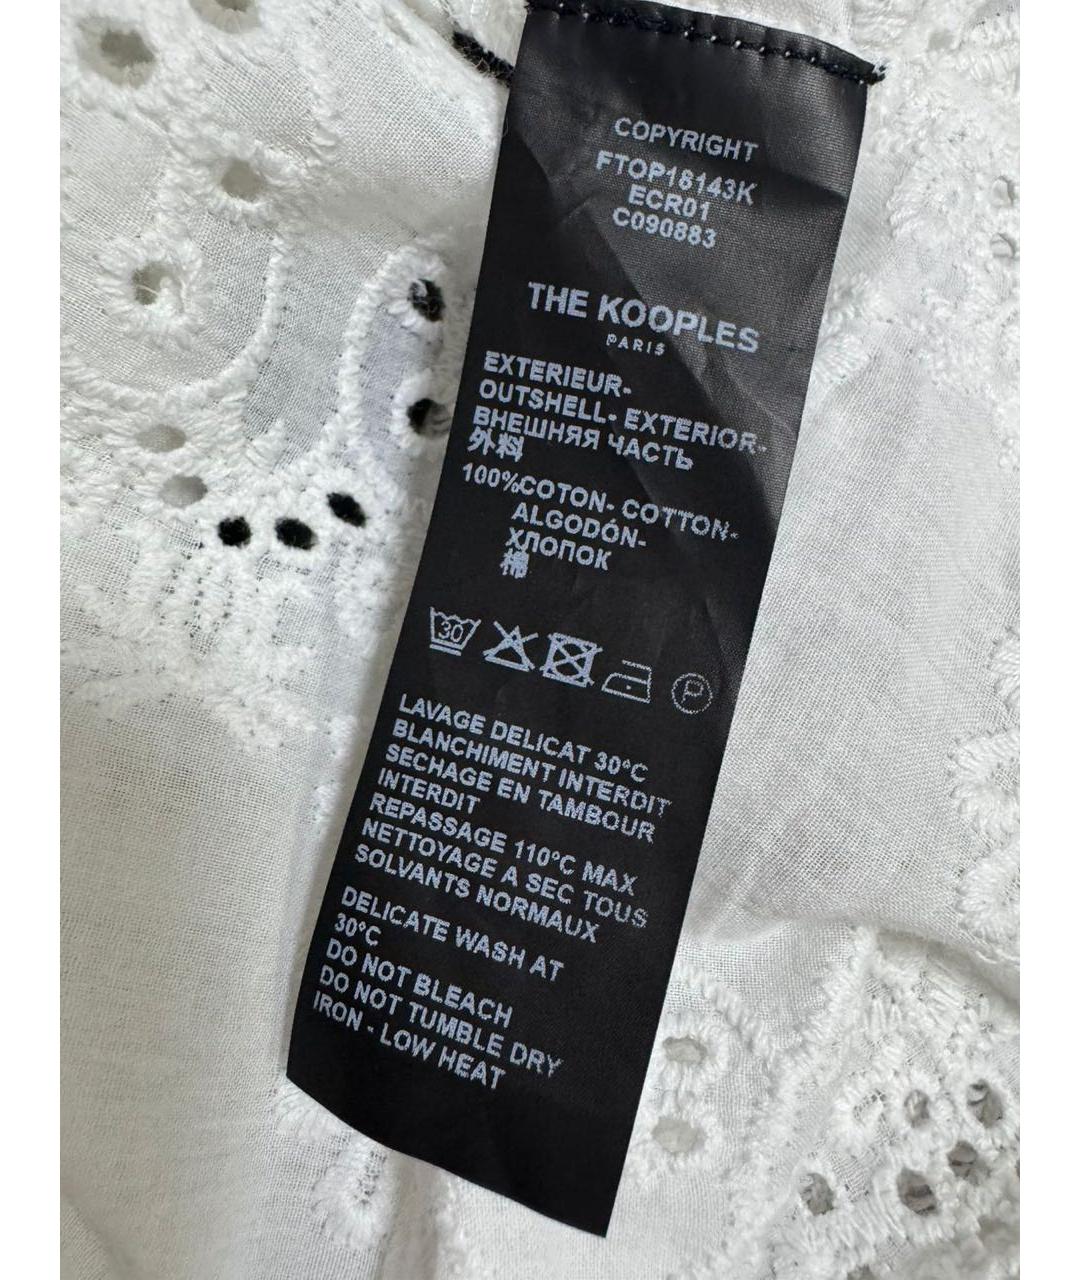 COPYRIGHT
FTOP18143K
ECR01
C090883
THE KOOPLES
PARIS
EXTERIEUR-
OUTSHELL- EXTERIOR-
ВНЕШНЯЯ ЧАСТЬ
外料
100%COTON- COTTON-
ALGODÓN-
ХЛОПОК
棉
30
P
LAVAGE DELICAT 30°C
BLANCHIMENT INTERDIT
SECHAGE EN TAMBOUR
INTERDIT
REPASSAGE 110°C MAX
NETTOYAGE A SEC TOUS
SOLVANTS NORMAUX
DELICATE WASH AT
30°C
DO NOT BLEACH
DO NOT TUMBLE DRY
IRON - LOW HEAT